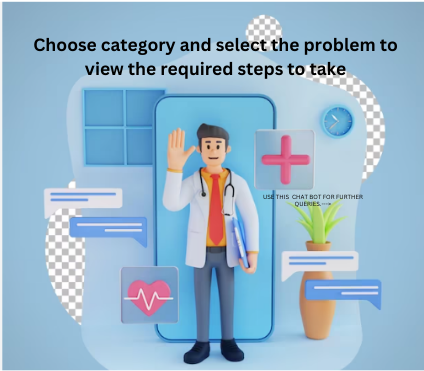 Choose category and select the problem to
view the required steps to take
USE THIS CHAT BOT FOR FURTHER
QUERIES.---->